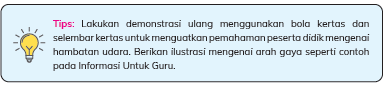 Tips: Lakukan demonstrasi ulang menggunakan bola kertas dan
selembar kertas untuk menguatkan pemahaman peserta didik mengenai
hambatan udara. Berikan ilustrasi mengenai arah gaya seperti contoh
pada Informasi Untuk Guru.